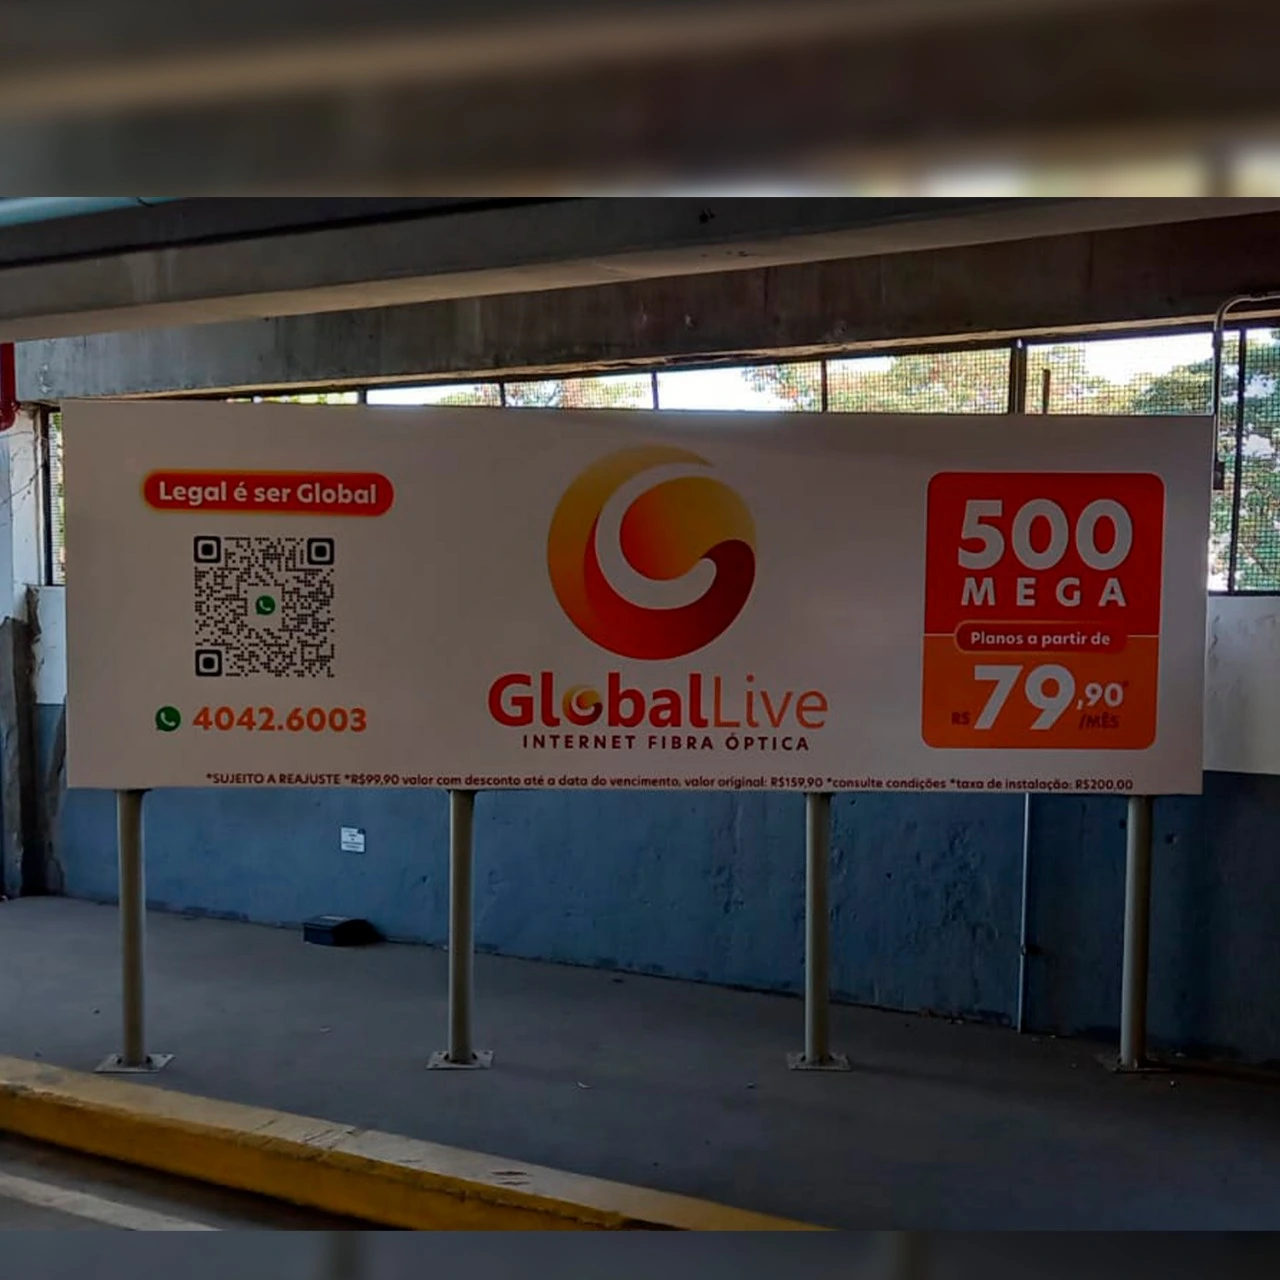 Legal é ser Global
4042.6003
GlobalLive
INTERNET FIBRA ÓPTICA
500
MEGA
Planos a partir de
R$79,90*
/MÊS
*SUJEITO A REAJUSTE *R$99,90 valor com desconto até a data do vencimento, valor original: R$159,90 *consulte condições *taxa de instalação: R$200,00